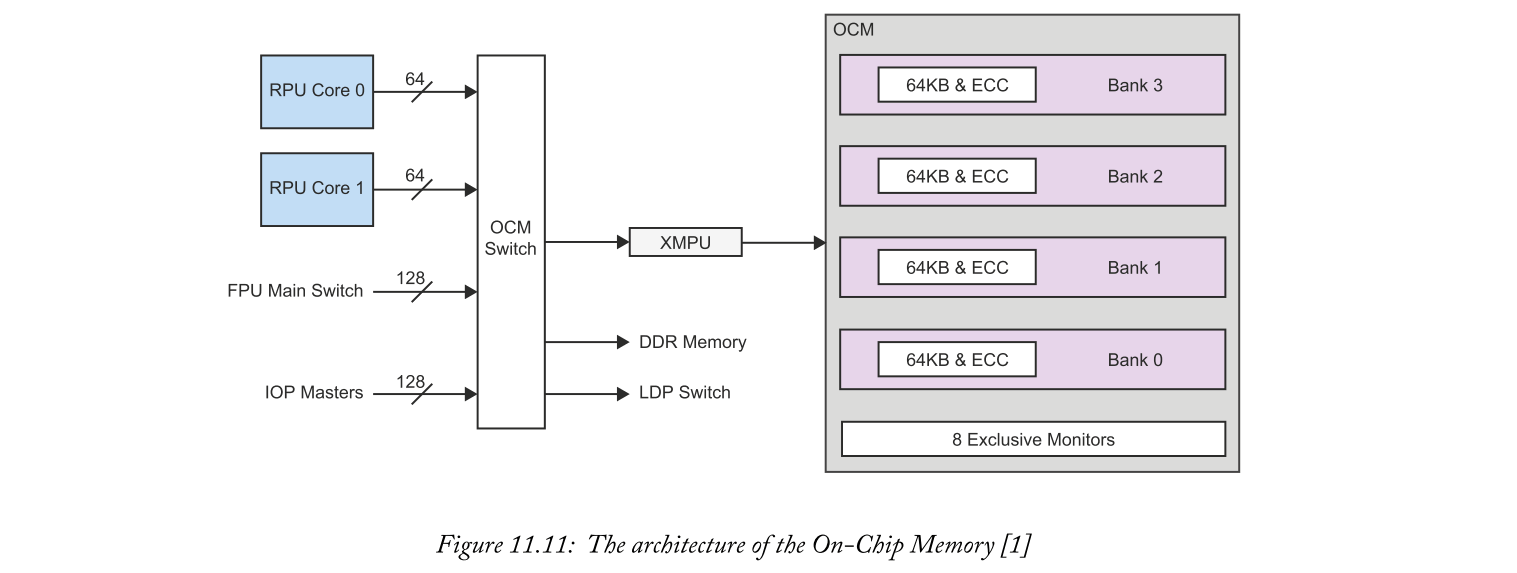 OCM
RPU Core 0
64
64KB & ECC
Bank 3
RPU Core 1
64
64KB & ECC
Bank 2
OCM
Switch
XMPU
64KB & ECC
Bank 1
FPU Main Switch
128
DDR Memory
64KB & ECC
Bank 0
IOP Masters
128
LDP Switch
8 Exclusive Monitors
Figure 11.11: The architecture of the On-Chip Memory [1]